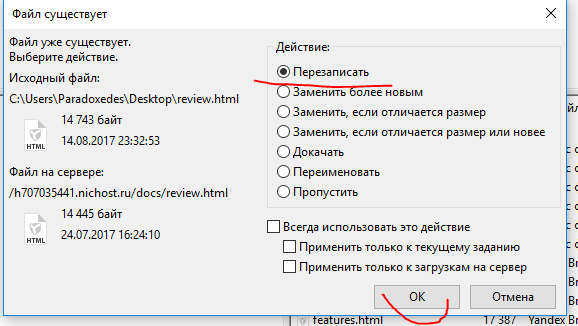 Файл существует
Файл уже существует.
Выберите действие.
Исходный файл:
C:\Users\Paradoxedes\Desktop\review.html
14 743 байт
14.08.2017 23:32:53
HTML
Файл на сервере:
/h707035441.nichost.ru/docs/review.html
14 445 байт
24.07.2017 16:24:10
HTML
Действие:
Перезаписать
Заменить более новым
Заменить, если отличается размер
Заменить, если отличается размер или новее
Докачать
Переименовать
Пропустить
Всегда использовать это действие
Применить только к текущему заданию
Применить только к загрузкам на сервер
OK
Отмена
features.html 17 387 Yandex Br